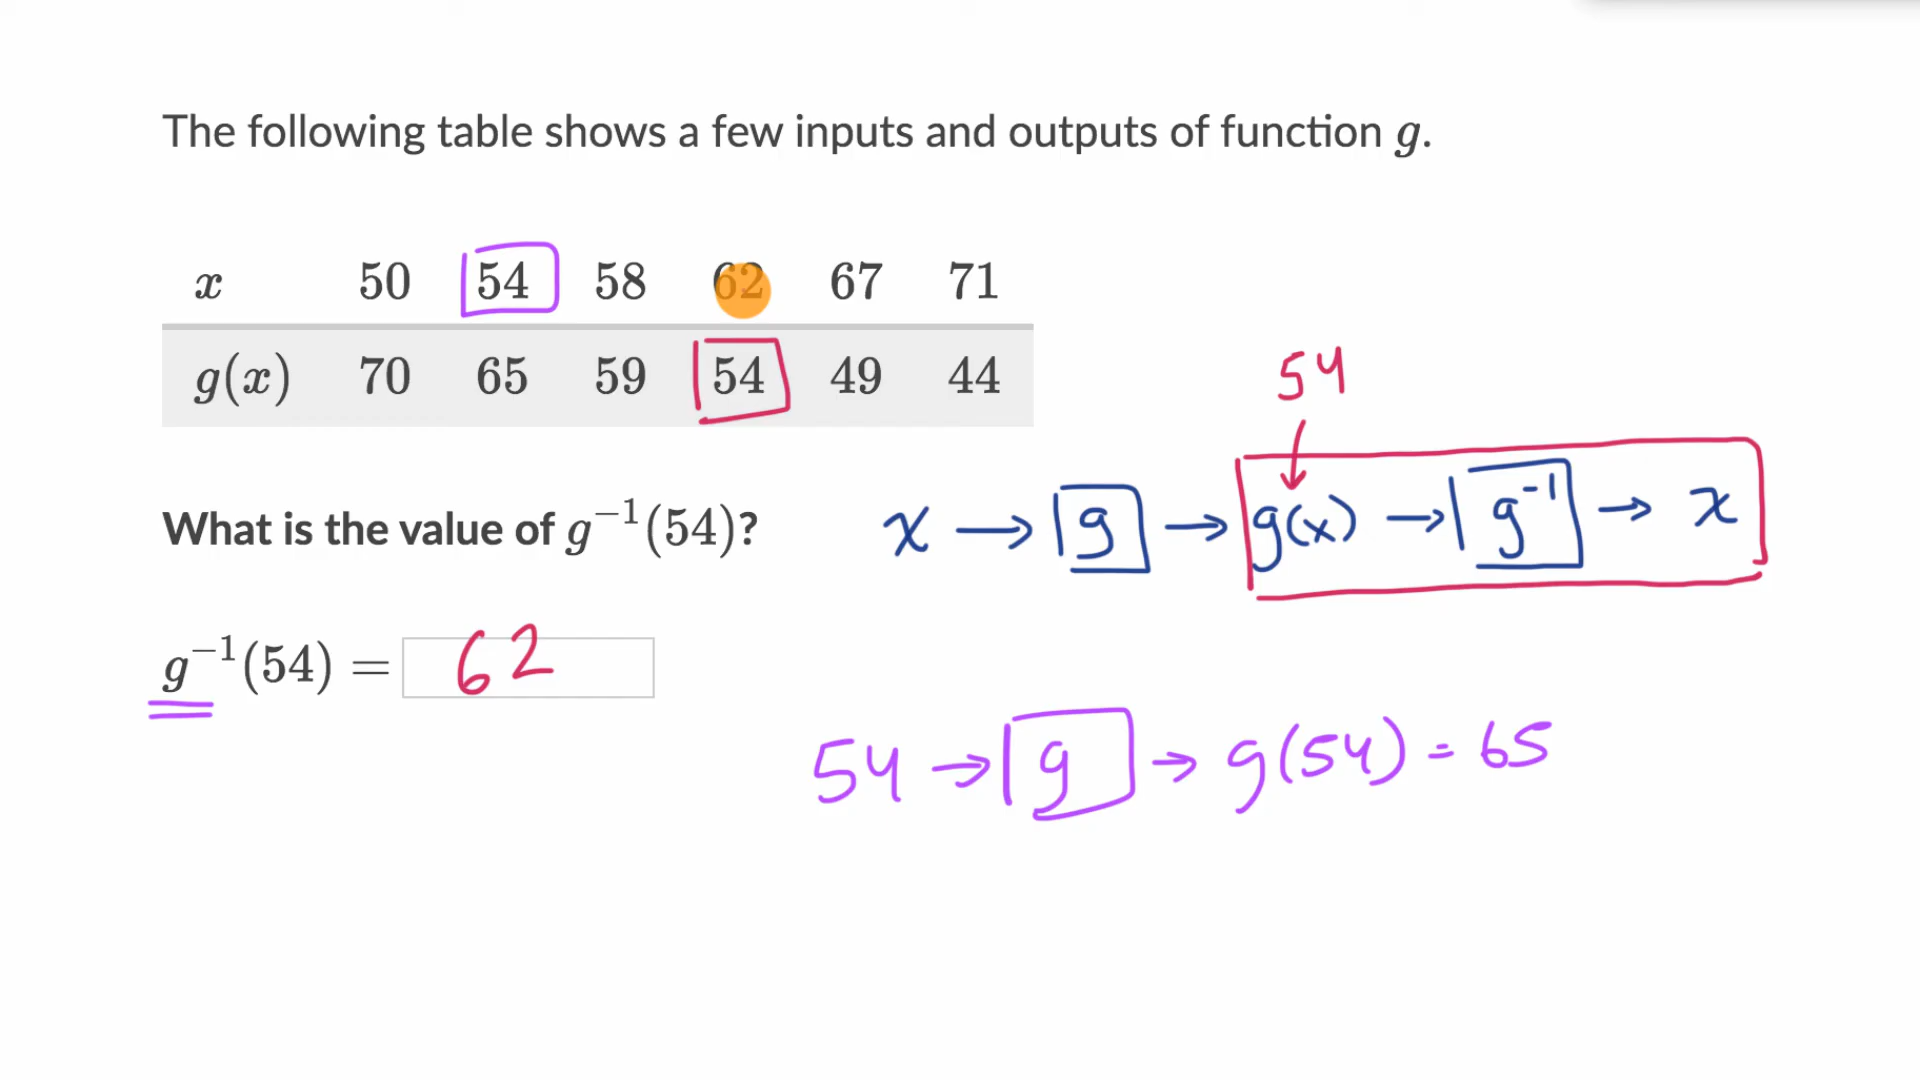 The following table shows a few inputs and outputs of function g.
x 50 54 58 62 67 71
g(x) 70 65 59 54 49 44
54
What is the value of g⁻¹(54)?
x → g → g(x) → g⁻¹ → x
g⁻¹(54) = 62
54 → g → g(54) = 65